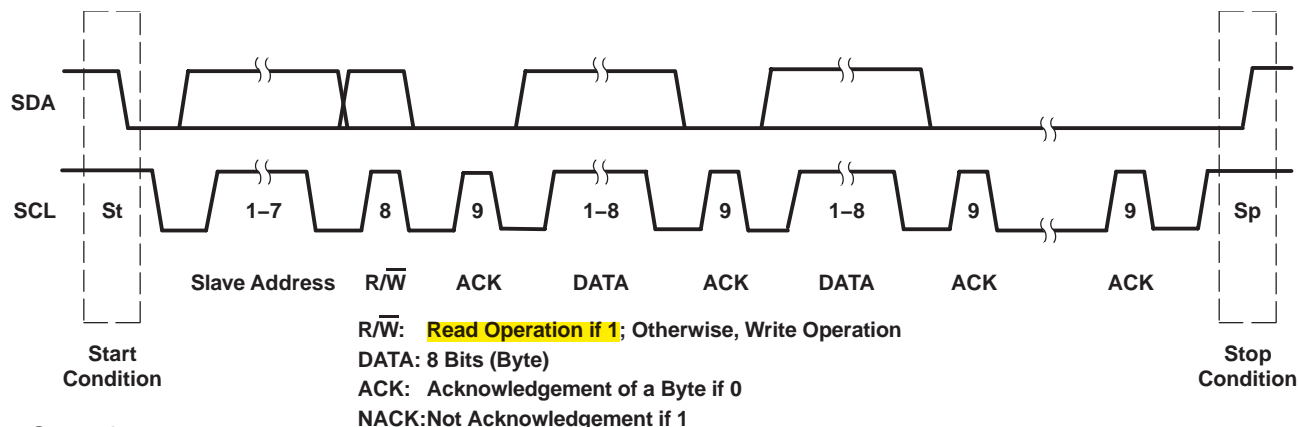 SDA
SCL
St
1–7
8
9
1–8
9
1–8
9
9
Sp
Slave Address
R/W̅
ACK
DATA
ACK
DATA
ACK
ACK
R/W̅: Read Operation if 1; Otherwise, Write Operation
DATA: 8 Bits (Byte)
ACK: Acknowledgement of a Byte if 0
NACK:Not Acknowledgement if 1
Start
Condition
Stop
Condition